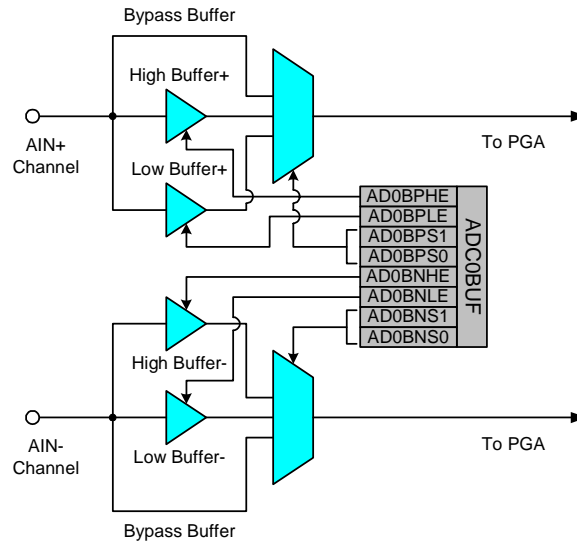 Bypass Buffer
High Buffer+
AIN+
Channel
To PGA
Low Buffer+
AD0BPHE
AD0BPLE
AD0BPS1
AD0BPS0
AD0BNHE
AD0BNLE
AD0BNS1
AD0BNS0
ADC0BUF
High Buffer-
AIN-
Channel
To PGA
Low Buffer-
Bypass Buffer